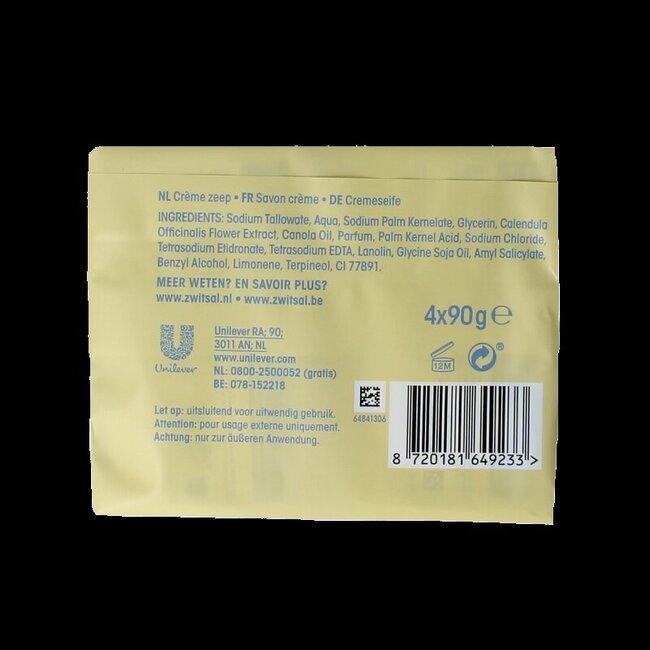 NL Crème zeep • FR Savon crème • DE Cremeseife
INGREDIENTS: Sodium Tallowate, Aqua, Sodium Palm Kernelate, Glycerin, Calendula
Officinalis Flower Extract, Canola Oil, Parfum, Palm Kernel Acid, Sodium Chloride,
Tetrasodium Etidronate, Tetrasodium EDTA, Lanolin, Glycine Soja Oil, Amyl Salicylate,
Benzyl Alcohol, Limonene, Terpineol, CI 77891.
MEER WETEN? EN SAVOIR PLUS?
www.zwitsal.nl • www.zwitsal.be
4x90g℮
Unilever
Unilever RA; 90;
3011 AN; NL
www.unilever.com
NL: 0800-2500052 (gratis)
BE: 078-152218
12M
64841306
Let op: uitsluitend voor uitwendig gebruik.
Attention: pour usage externe uniquement.
Achtung: nur zur äußeren Anwendung.
8 720181 649233 >